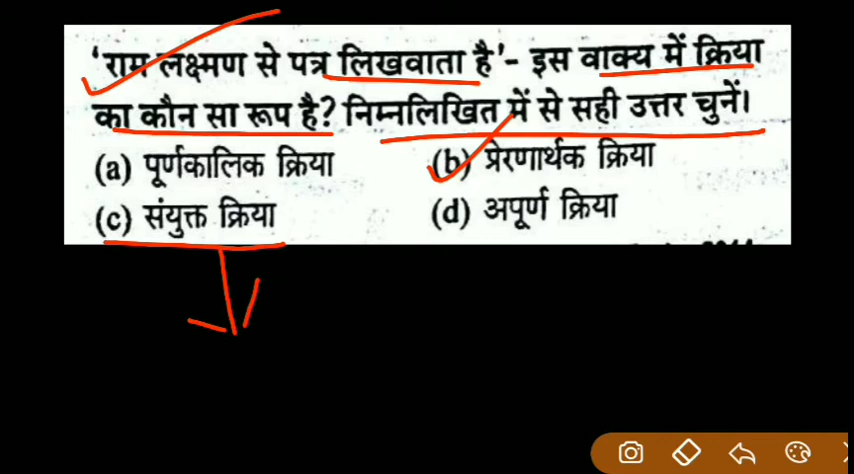 'राम लक्ष्मण से पत्र लिखवाता है'- इस वाक्य में क्रिया
का कौन सा रूप है? निम्नलिखित में से सही उत्तर चुनें।
(a) पूर्णकालिक क्रिया (b) प्रेरणार्थक क्रिया
(c) संयुक्त क्रिया (d) अपूर्ण क्रिया